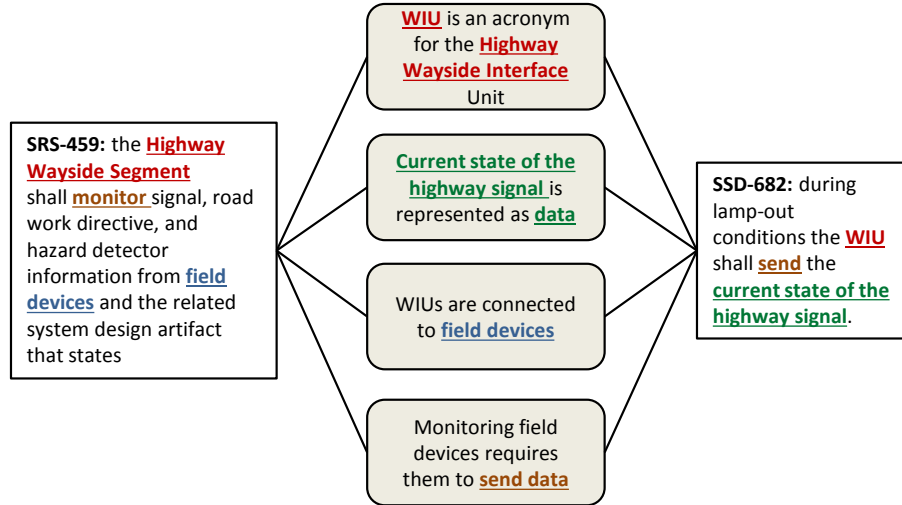 SRS-459: the Highway
Wayside Segment
shall monitor signal, road
work directive, and
hazard detector
information from field
devices and the related
system design artifact
that states
WIU is an acronym
for the Highway
Wayside Interface
Unit
Current state of the
highway signal is
represented as data
WIUs are connected
to field devices
Monitoring field
devices requires
them to send data
SSD-682: during
lamp-out
conditions the WIU
shall send the
current state of the
highway signal.